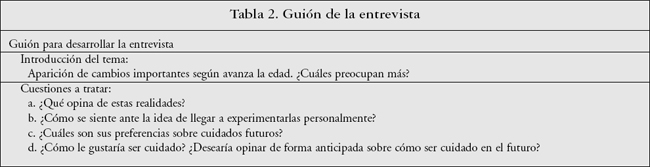 Tabla 2. Guión de la entrevista
Guión para desarrollar la entrevista
Introducción del tema:
Aparición de cambios importantes según avanza la edad. ¿Cuáles preocupan más?
Cuestiones a tratar:
a. ¿Qué opina de estas realidades?
b. ¿Cómo se siente ante la idea de llegar a experimentarlas personalmente?
c. ¿Cuáles son sus preferencias sobre cuidados futuros?
d. ¿Cómo le gustaría ser cuidado? ¿Desearía opinar de forma anticipada sobre cómo ser cuidado en el futuro?